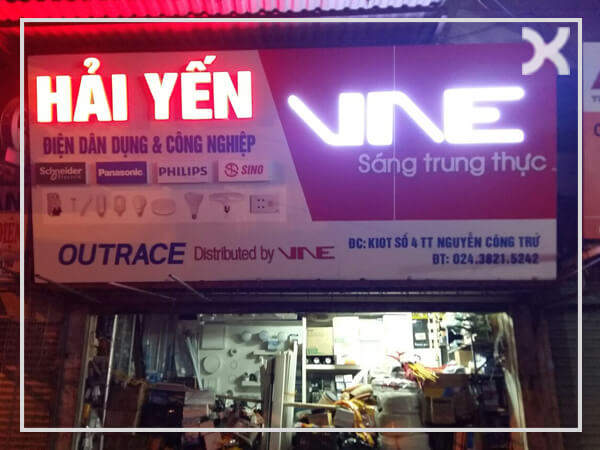 HẢI YẾN
ĐIỆN DÂN DỤNG & CÔNG NGHIỆP
Schneider Electric Panasonic PHILIPS SINO
VINE
Sáng trung thực
OUTRACE Distributed by VINE
ĐC: KIOT SỐ 4 TT NGUYỄN CÔNG TRỨ
ĐT: 024.3821.5242